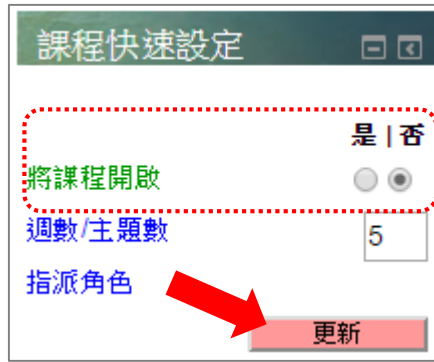 課程快速設定
是 | 否
將課程開啟
週數/主題數 5
指派角色
更新